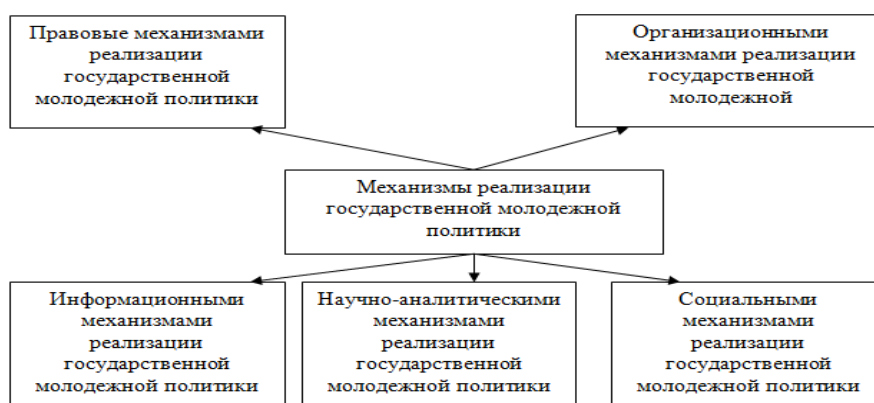 Правовые механизмами
реализации
государственной
молодежной политики
Организационными
механизмами реализации
государственной
молодежной
Механизмы реализации
государственной молодежной
политики
Информационными
механизмами
реализации
государственной
молодежной политики
Научно-аналитическими
механизмами
реализации
государственной
молодежной политики
Социальными
механизмами
реализации
государственной
молодежной политики